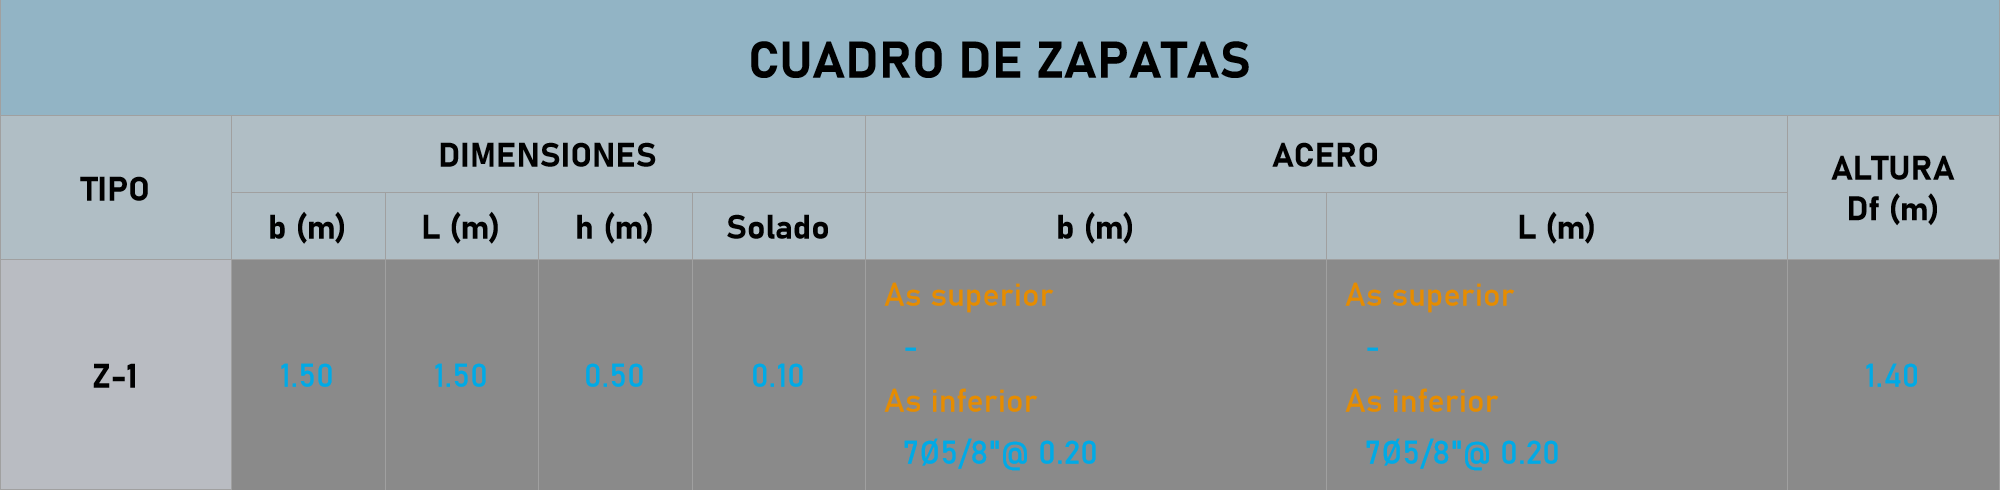 CUADRO DE ZAPATAS
TIPO
DIMENSIONES
ACERO
ALTURA
Df (m)
b (m)
L (m)
h (m)
Solado
b (m)
L (m)
Z-1
1.50
1.50
0.50
0.10
As superior
-
As inferior
7Ø5/8"@ 0.20
As superior
-
As inferior
7Ø5/8"@ 0.20
1.40